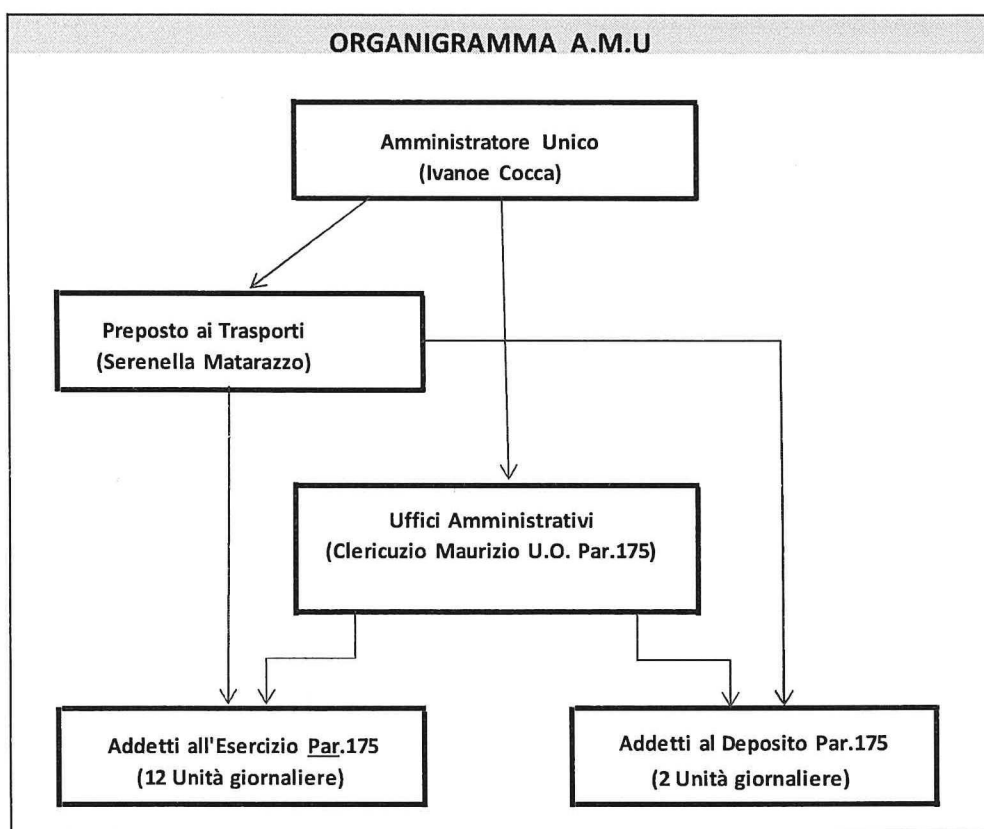 ORGANIGRAMMA A.M.U
Amministratore Unico
(Ivanoe Cocca)
Preposto ai Trasporti
(Serenella Matarazzo)
Uffici Amministrativi
(Clericuzio Maurizio U.O. Par.175)
Addetti all'Esercizio Par.175
(12 Unità giornaliere)
Addetti al Deposito Par.175
(2 Unità giornaliere)